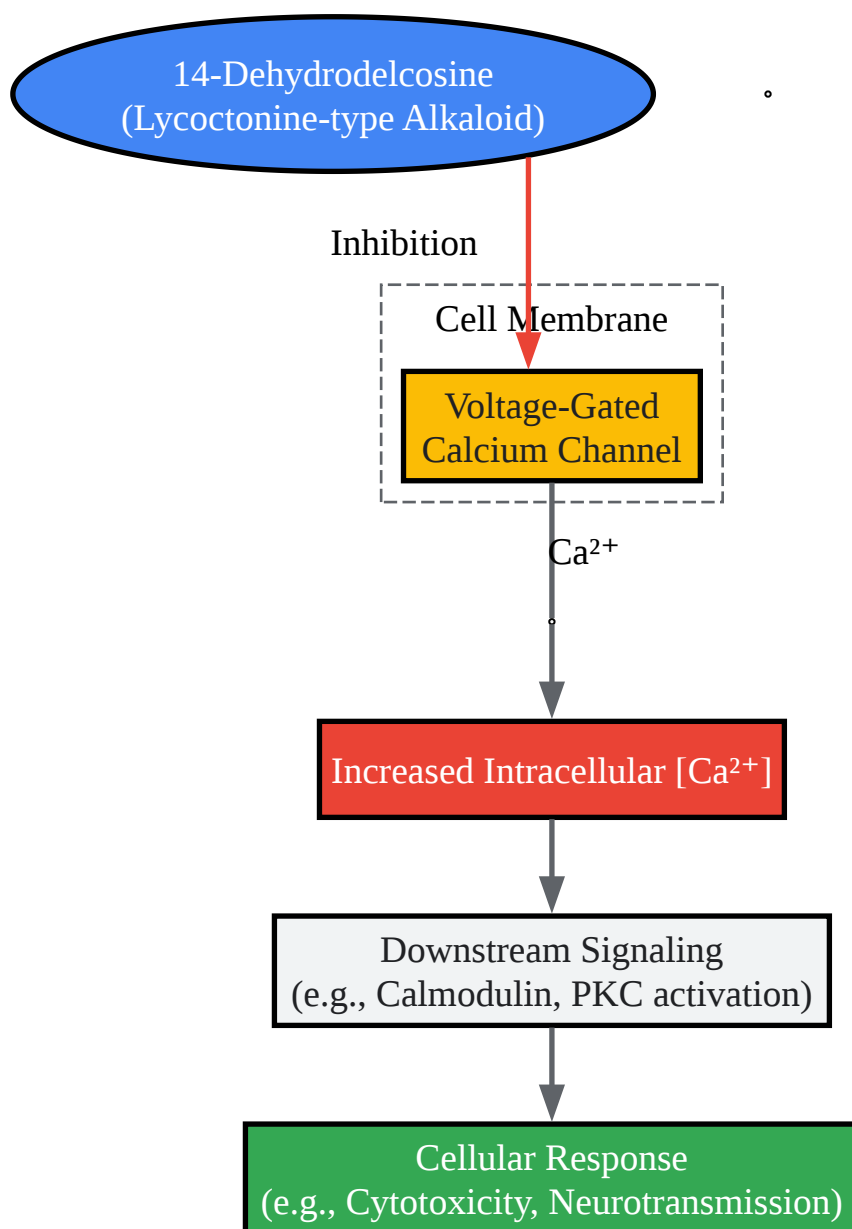 14-Dehydrodelcosine
(Lycoctonine-type Alkaloid)
Inhibition
Cell Membrane
Voltage-Gated
Calcium Channel
Ca²⁺
Increased Intracellular [Ca²⁺]
Downstream Signaling
(e.g., Calmodulin, PKC activation)
Cellular Response
(e.g., Cytotoxicity, Neurotransmission)